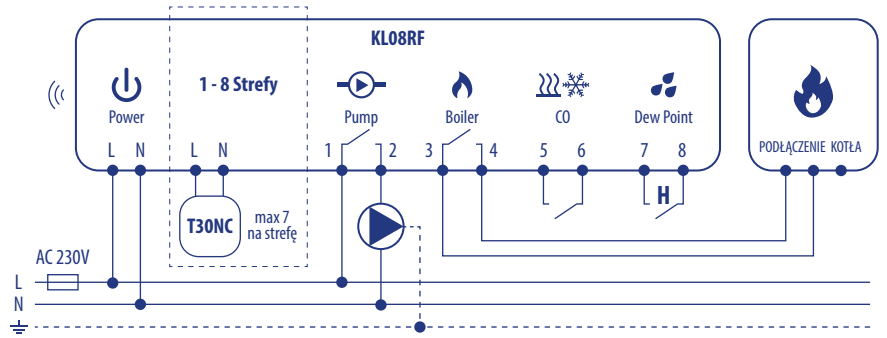 KL08RF
Power
1 - 8 Strefy
Pump
Boiler
CO
Dew Point
L N L N 1 2 3 4 5 6 7 8
PODŁĄCZENIE KOTŁA
T30NC
max 7
na strefę
H
AC 230V
L
N